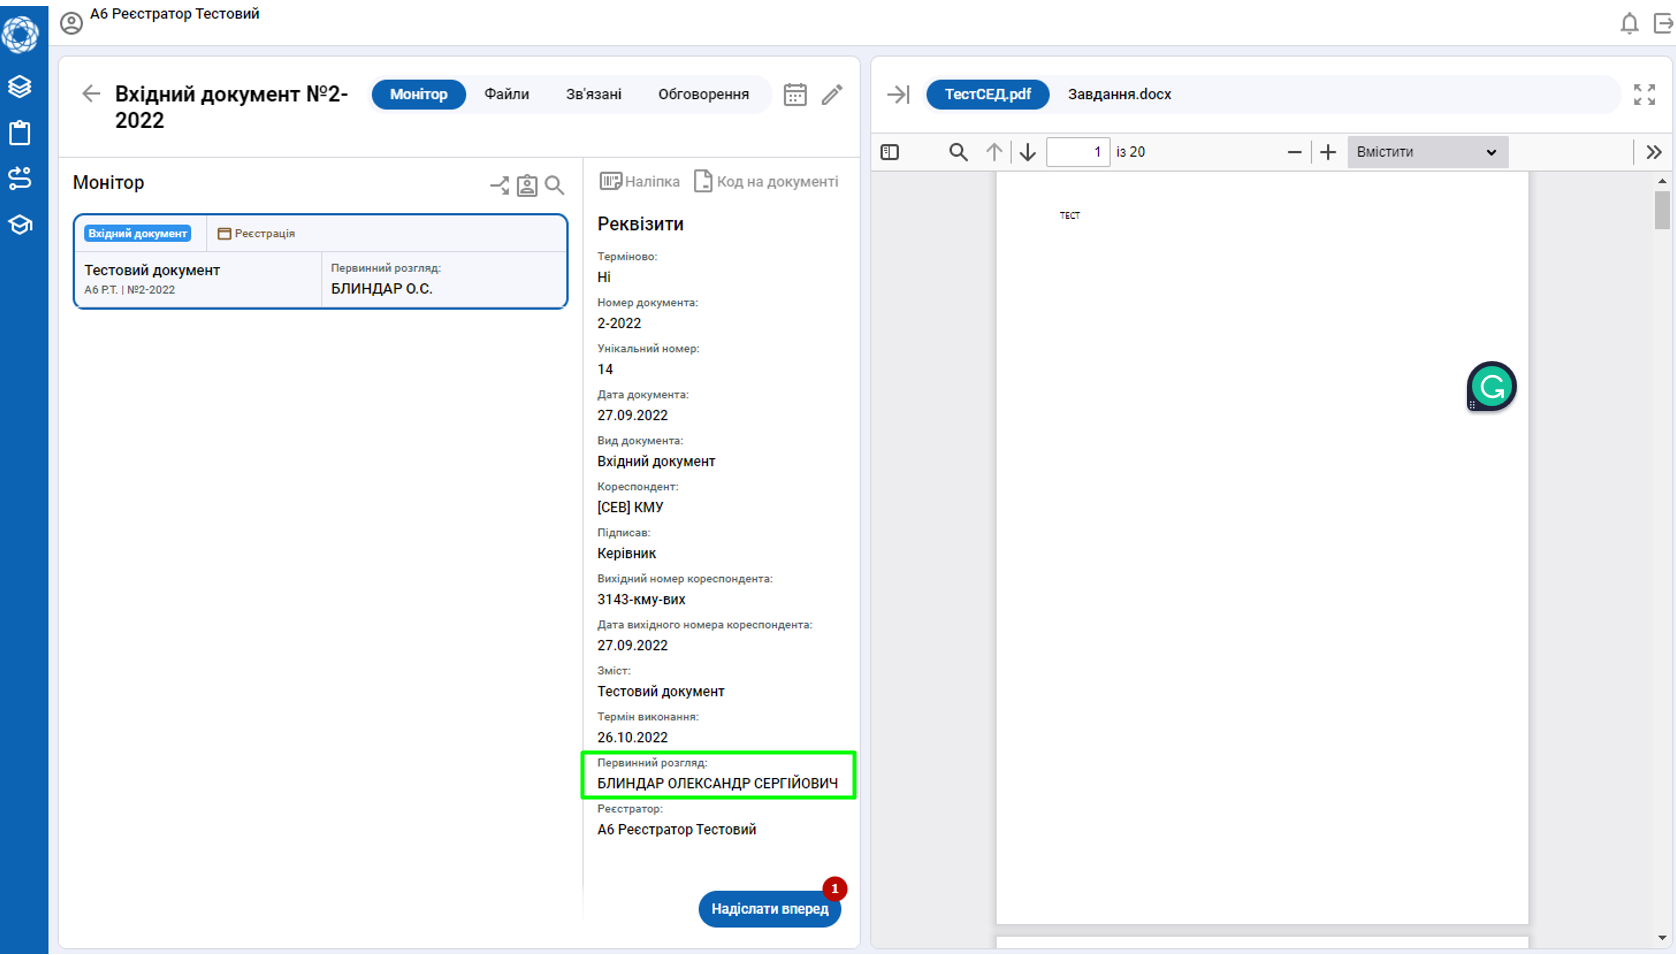 А6 Реєстратор Тестовий
Вхідний документ №2-
2022
Монітор
Файли
Зв'язані
Обговорення
Монітор
Вхідний документ
Реєстрація
Тестовий документ
А6 Р.Т. | №2-2022
Первинний розгляд:
БЛИНДАР О.С.
Наліпка
Код на документі
Реквізити
Терміново:
Ні
Номер документа:
2-2022
Унікальний номер:
14
Дата документа:
27.09.2022
Вид документа:
Вхідний документ
Кореспондент:
[СЕВ] КМУ
Підписав:
Керівник
Вихідний номер кореспондента:
3143-кму-вих
Дата вихідного номера кореспондента:
27.09.2022
Зміст:
Тестовий документ
Термін виконання:
26.10.2022
Первинний розгляд:
БЛИНДАР ОЛЕКСАНДР СЕРГІЙОВИЧ
Реєстратор:
А6 Реєстратор Тестовий
1
Надіслати вперед
ТестСЕД.pdf
Завдання.docx
1 із 20
Вмістити
ТЕСТ